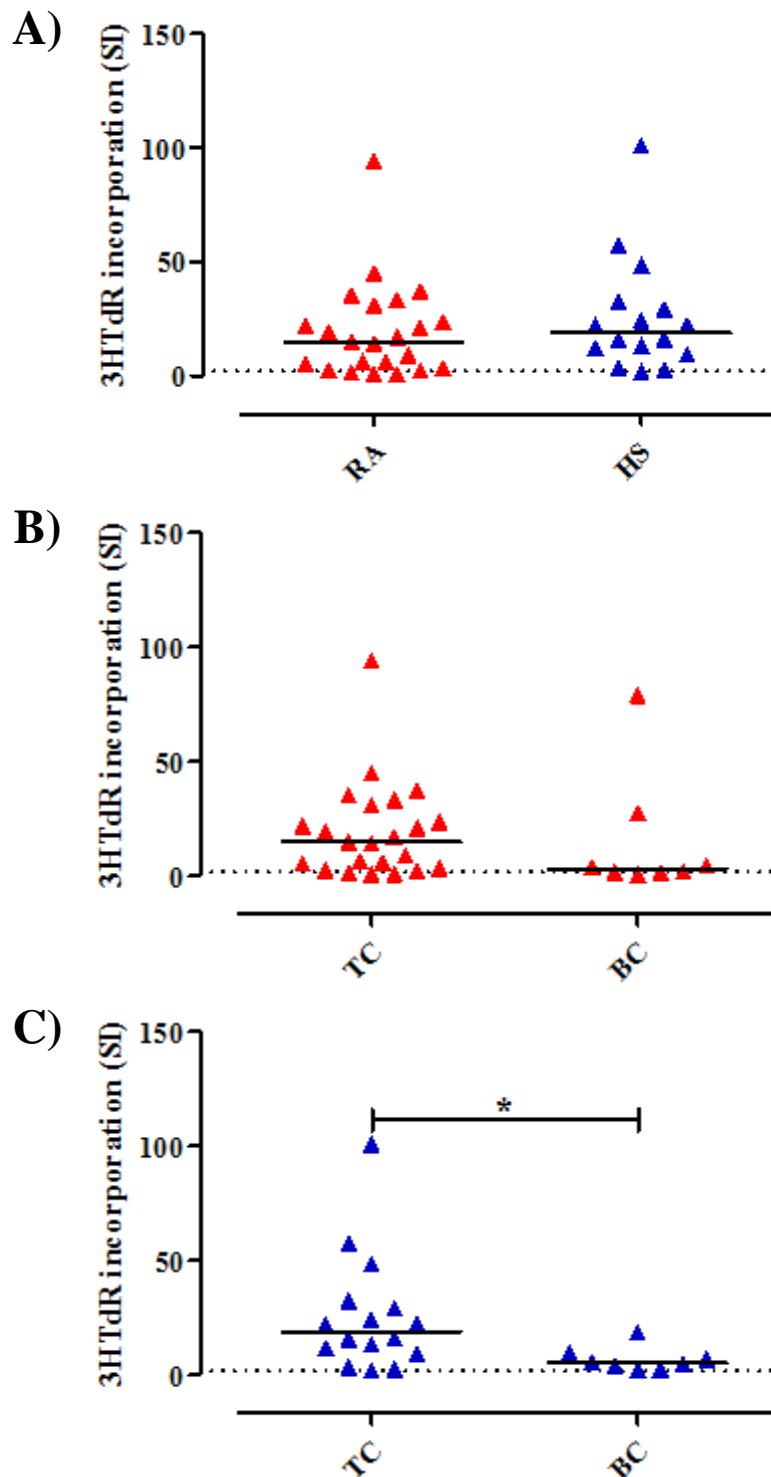 A)
3HTdR incorporation (SI)
150
100
50
0
RA
HS
B)
3HTdR incorporation (SI)
150
100
50
0
TC
BC
C)
3HTdR incorporation (SI)
150
*
100
50
0
TC
BC